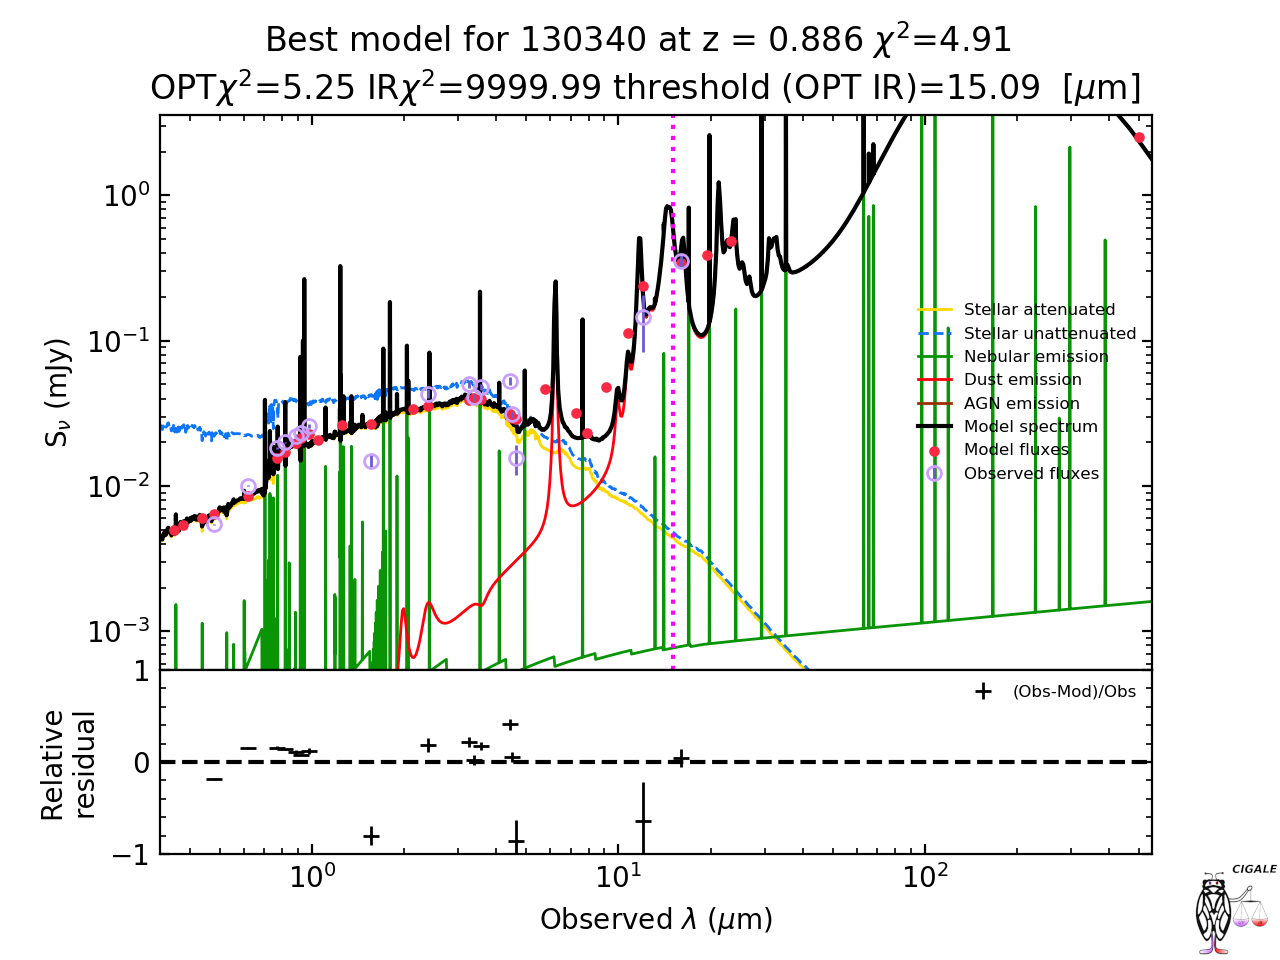 Best model for 130340 at z = 0.886 χ²=4.91
OPTχ²=5.25 IRχ²=9999.99 threshold (OPT IR)=15.09 [μm]
10⁰
10⁻¹
10⁻²
10⁻³
Sν (mJy)
Stellar attenuated
Stellar unattenuated
Nebular emission
Dust emission
AGN emission
Model spectrum
Model fluxes
Observed fluxes
1
0
−1
Relative
residual
(Obs-Mod)/Obs
10⁰ 10¹ 10²
Observed λ (μm)
CIGALE